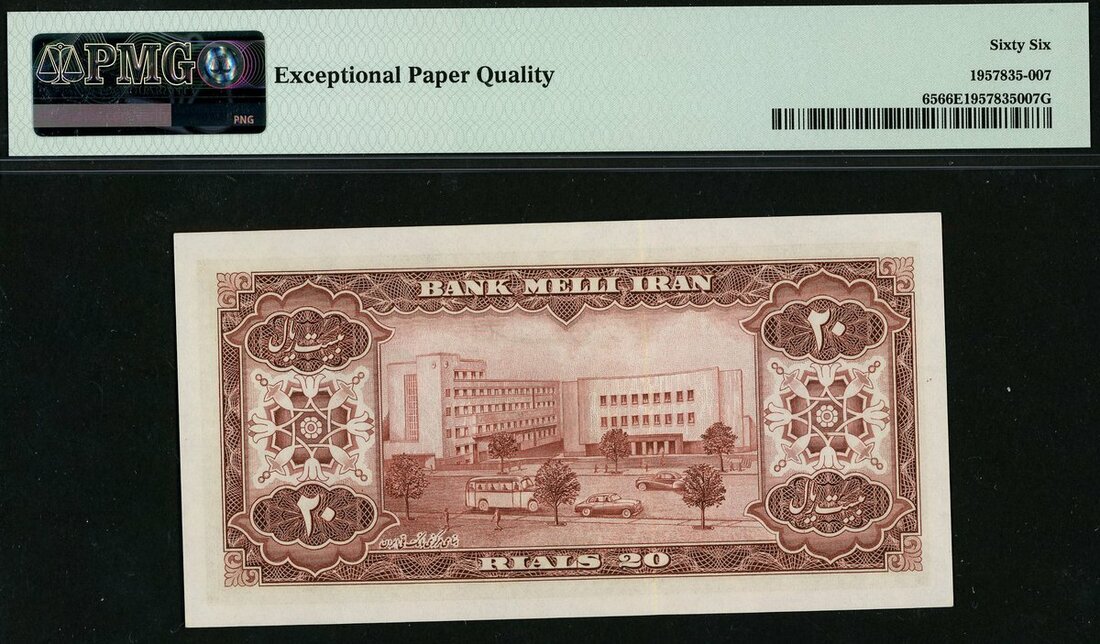 PMG
PNG
Exceptional Paper Quality
Sixty Six
1957835-007
6566E1957835007G
BANK MELLI IRAN
بیست ریال
۲۰
۲۰
بیست ریال
RIALS 20